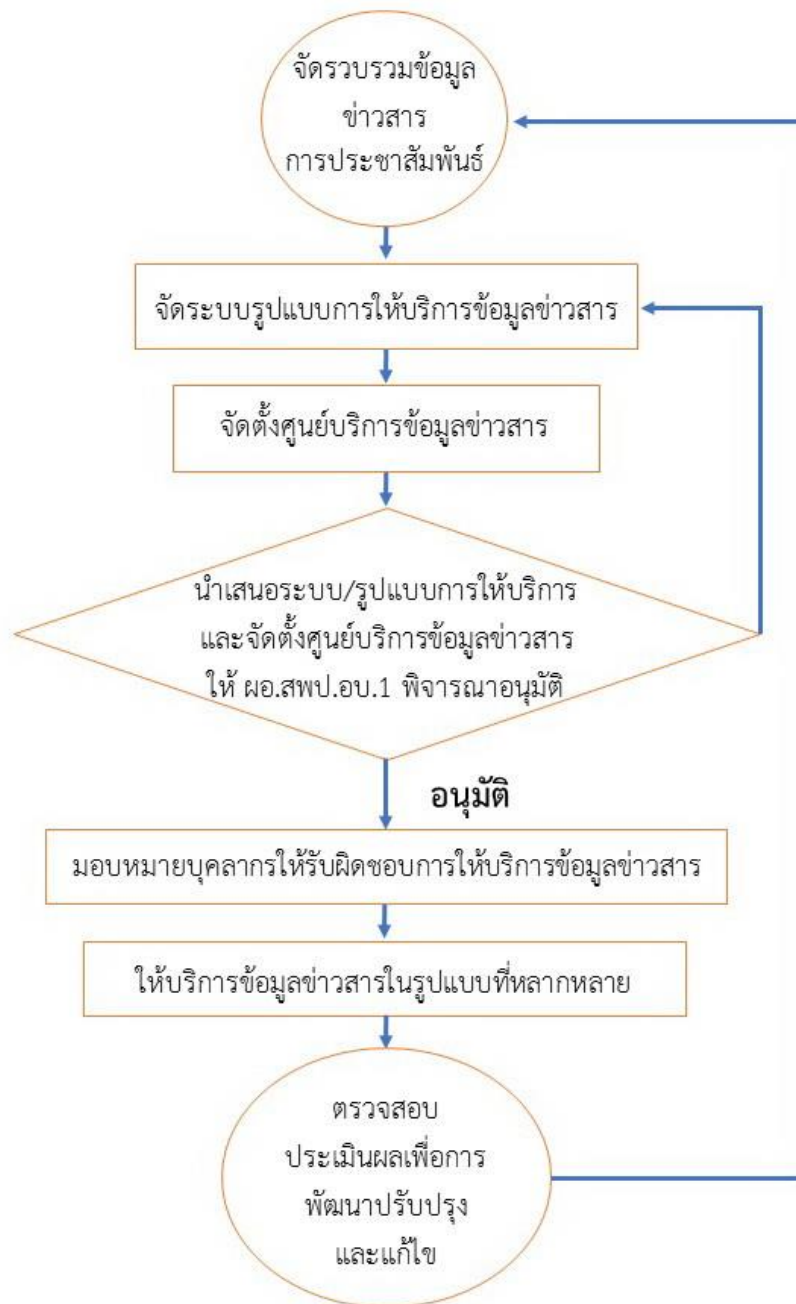 จัดรวบรวมข้อมูล
ข่าวสาร
การประชาสัมพันธ์
จัดระบบรูปแบบการให้บริการข้อมูลข่าวสาร
จัดตั้งศูนย์บริการข้อมูลข่าวสาร
นำเสนอระบบ/รูปแบบการให้บริการ
และจัดตั้งศูนย์บริการข้อมูลข่าวสาร
ให้ ผอ.สพป.อบ.1 พิจารณาอนุมัติ
อนุมัติ
มอบหมายบุคลากรให้รับผิดชอบการให้บริการข้อมูลข่าวสาร
ให้บริการข้อมูลข่าวสารในรูปแบบที่หลากหลาย
ตรวจสอบ
ประเมินผลเพื่อการ
พัฒนาปรับปรุง
และแก้ไข